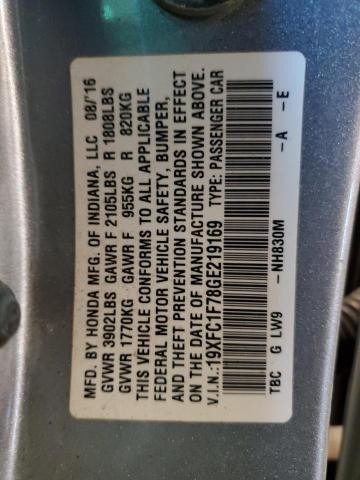 MFD. BY HONDA MFG. OF INDIANA, LLC 08/'16
GVWR 3902LBS GAWR F 2105LBS R 1808LBS
GVWR 1770KG GAWR F 955KG R 820KG
THIS VEHICLE CONFORMS TO ALL APPLICABLE
FEDERAL MOTOR VEHICLE SAFETY, BUMPER,
AND THEFT PREVENTION STANDARDS IN EFFECT
ON THE DATE OF MANUFACTURE SHOWN ABOVE.
V.I.N.:19XFC1F78GE219169 TYPE: PASSENGER CAR
TBC G LW9 -NH830M -A -E